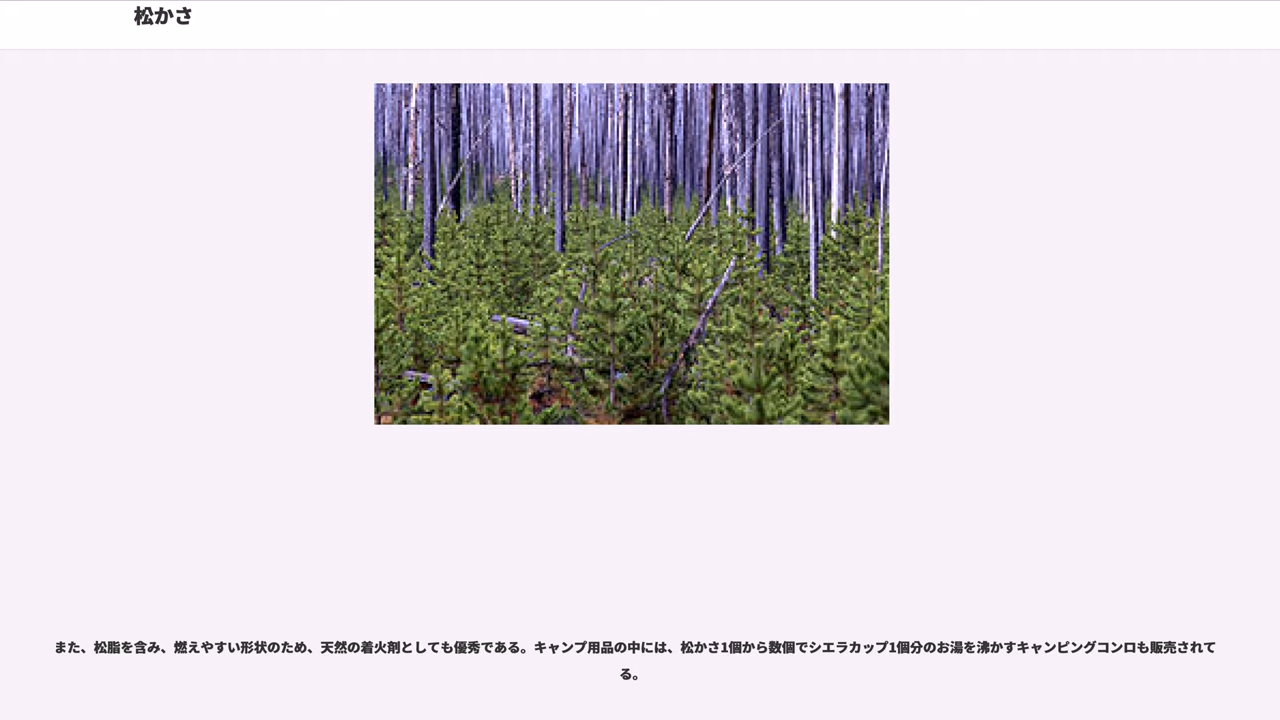 松かさ
また、松脂を含み、燃えやすい形状のため、天然の着火剤としても優秀である。キャンプ用品の中には、松かさ1個から数個でシエラカップ1個分のお湯を沸かすキャンピングコンロも販売されて
る。